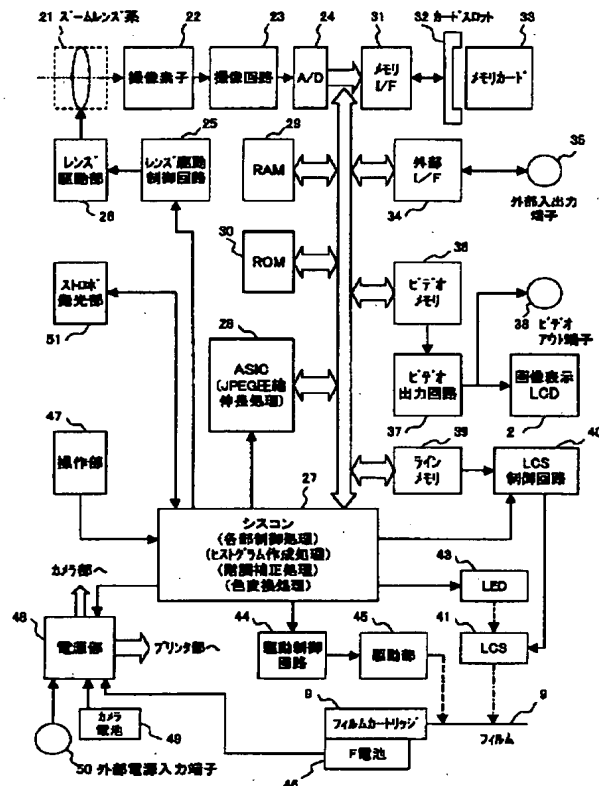 21 ズームレンズ系
22
23
24
31
32 カードスロット
33
撮像素子
撮像回路
A/D
メモリ
I/F
メモリカード
25
29
35
レンズ
駆動部
レンズ駆動
制御回路
RAM
外部
I/F
26
34
外部入出力
端子
30
36
ROM
ビデオ
メモリ
ストロボ
発光部
28
38 ビデオ
アウト端子
51
ASIC
(JPEG圧縮
伸長処理)
ビデオ
出力回路
画像表示
LCD
47
37
39
2
40
操作部
27
ライン
メモリ
LCS
制御回路
シスコン
(各部制御処理)
(ヒストグラム作成処理)
(階調補正処理)
(色変換処理)
カメラ部へ
43
LED
48
44
45
41
電源部
プリンタ部へ
駆動制御
回路
駆動部
LCS
9
9
カメラ
電池
49
フィルムカートリッジ
フィルム
F電池
50 外部電源入力端子
46